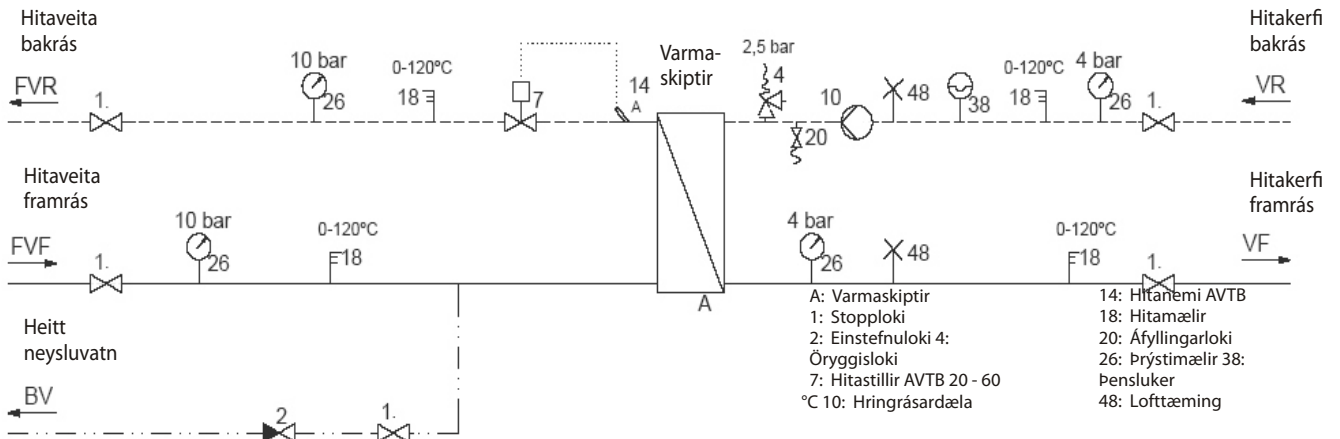 Hitaveita
bakrás
FVR
1.
10 bar
26
0-120°C
18
7
14
A
Varma-
skiptir
2,5 bar
4
20
10
48
38
0-120°C
18
4 bar
26
1.
Hitakerfi
bakrás
VR
Hitaveita
framrás
FVF
1.
10 bar
26
0-120°C
18
A
4 bar
26
48
0-120°C
18
1.
Hitakerfi
framrás
VF
Heitt
neysluvatn
BV
2
1.
A: Varmaskiptir
1: Stopploki
2: Einstefnuloki 4:
Öryggisloki
7: Hitastillir AVTB 20 - 60
°C 10: Hringrásardæla
14: Hitanemi AVTB
18: Hitamælir
20: Áfyllingarloki
26: Þrýstimælir 38:
Þensluker
48: Lofttæming